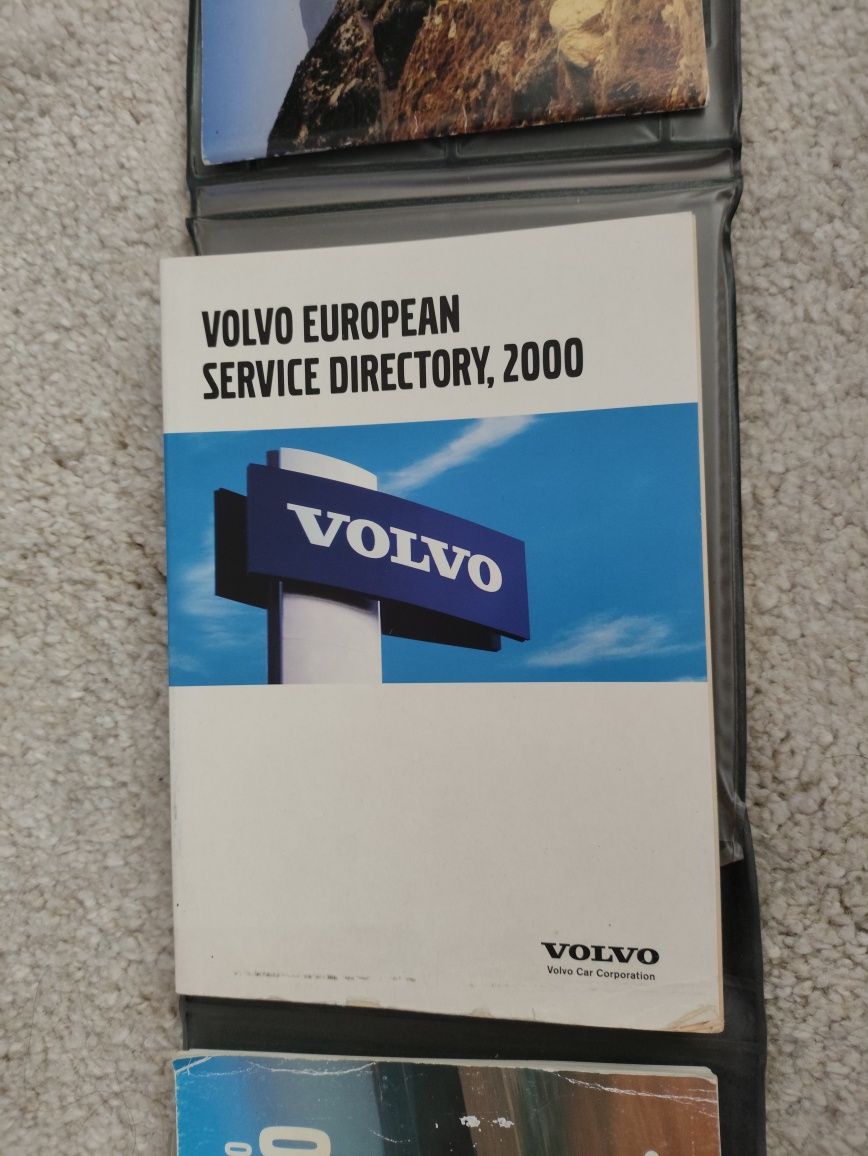 VOLVO EUROPEAN
SERVICE DIRECTORY, 2000
VOLVO
VOLVO
Volvo Car Corporation